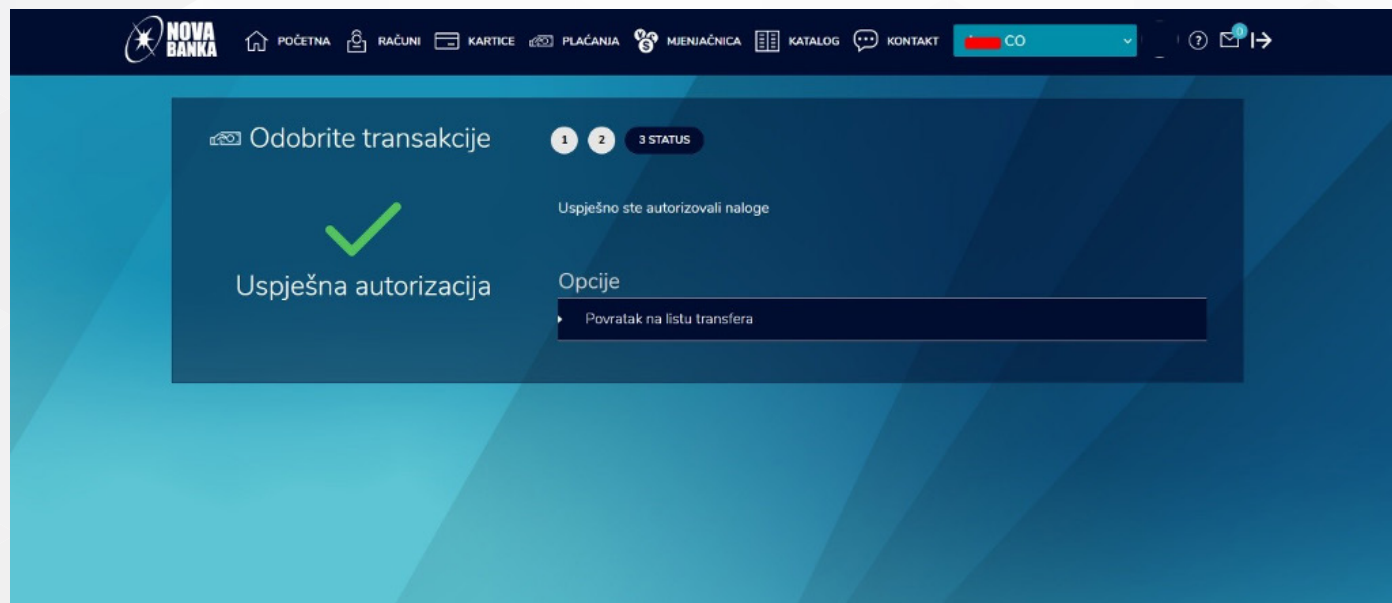 NOVA
BANKA
POČETNA
RAČUNI
KARTICE
PLAĆANJA
MJENJAČNICA
KATALOG
KONTAKT
CO
0
Odobrite transakcije
1 2 3 STATUS
Uspješno ste autorizovali naloge
Uspješna autorizacija
Opcije
Povratak na listu transfera